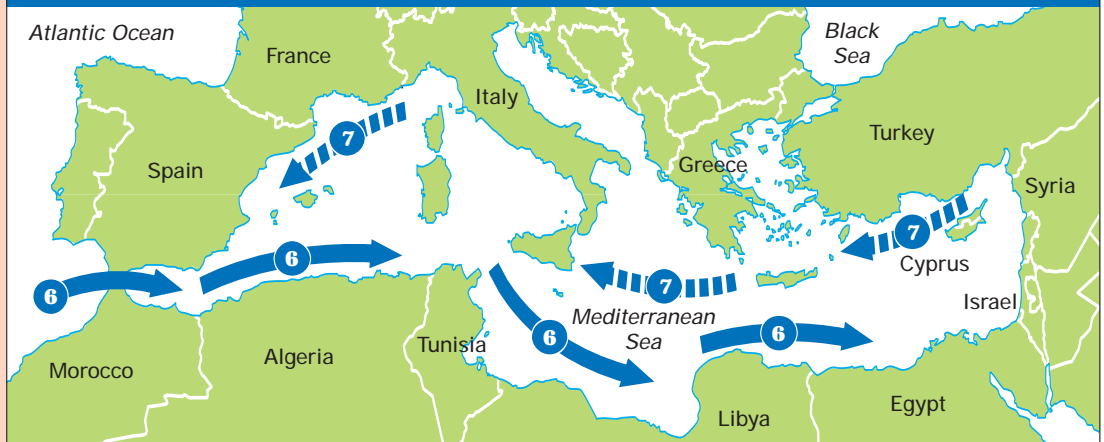 Atlantic Ocean
Black
Sea
France
Italy
7
Turkey
Spain
Greece
Syria
7
6
Cyprus
6
7
Israel
Mediterranean
Sea
6
6
Tunisia
Algeria
Morocco
Egypt
Libya